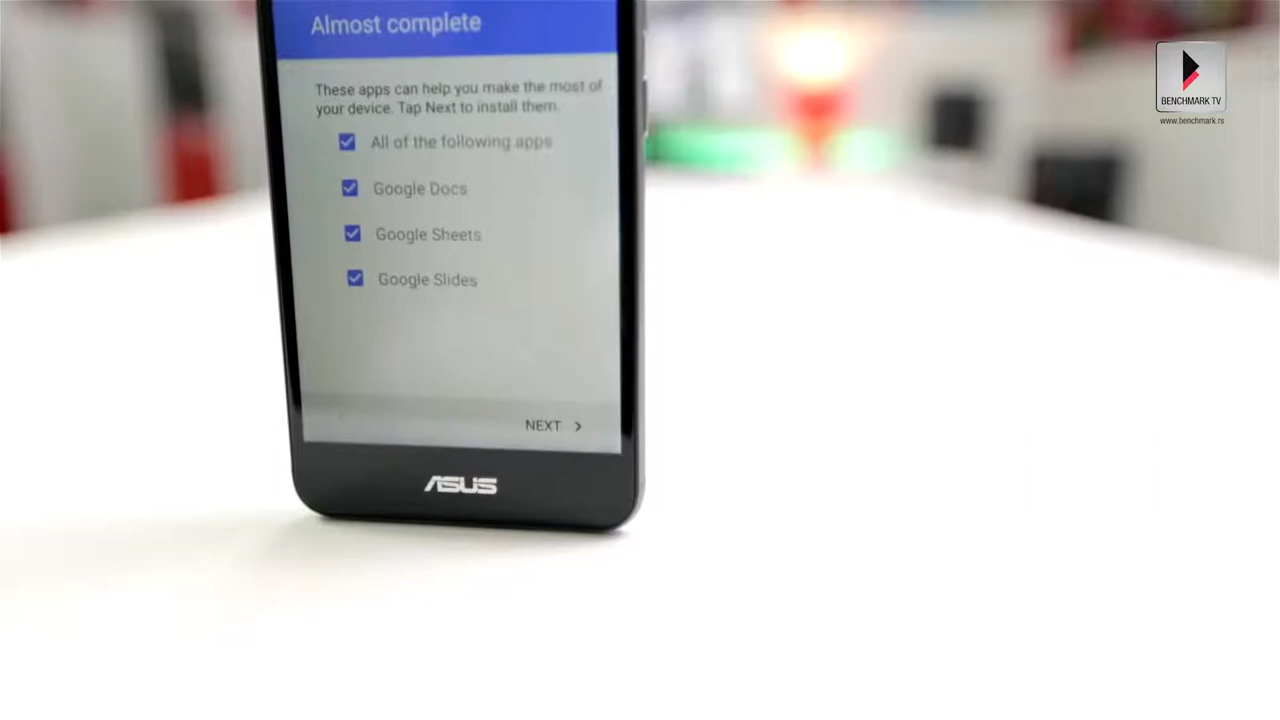 Almost complete
These apps can help you make the most of
your device. Tap Next to install them.
All of the following apps
Google Docs
Google Sheets
Google Slides
NEXT
ASUS
BENCHMARK TV
www.benchmark.rs